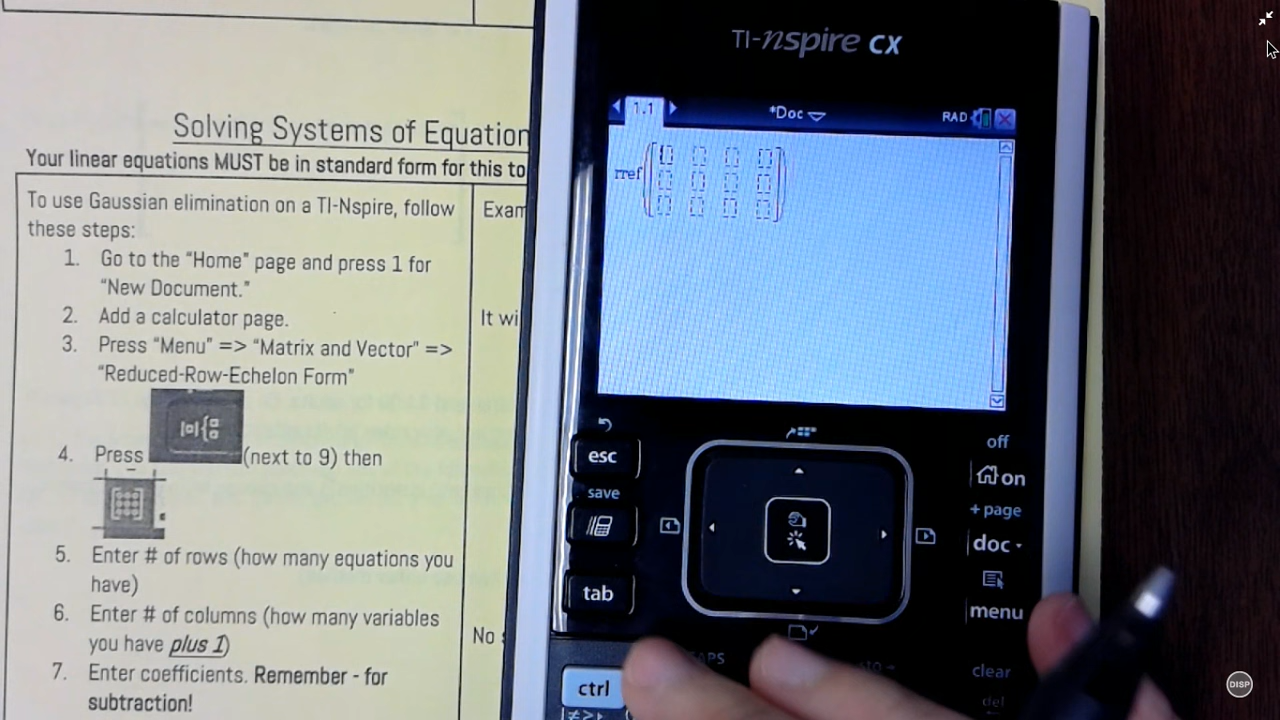 Solving Systems of Equation
Your linear equations MUST be in standard form for this to
To use Gaussian elimination on a TI-Nspire, follow
these steps:
1. Go to the “Home” page and press 1 for
“New Document.”
2. Add a calculator page.
3. Press “Menu” => “Matrix and Vector” =>
“Reduced-Row-Echelon Form”
4. Press (next to 9) then
5. Enter # of rows (how many equations you
have)
6. Enter # of columns (how many variables
you have plus 1)
7. Enter coefficients. Remember - for
subtraction!
Exam
It wi
No
TI-nspire CX
1.1 *Doc RAD
rref
esc
save
tab
ctrl
CAPS
off
on
+ page
doc
menu
sto
clear
del
DISP